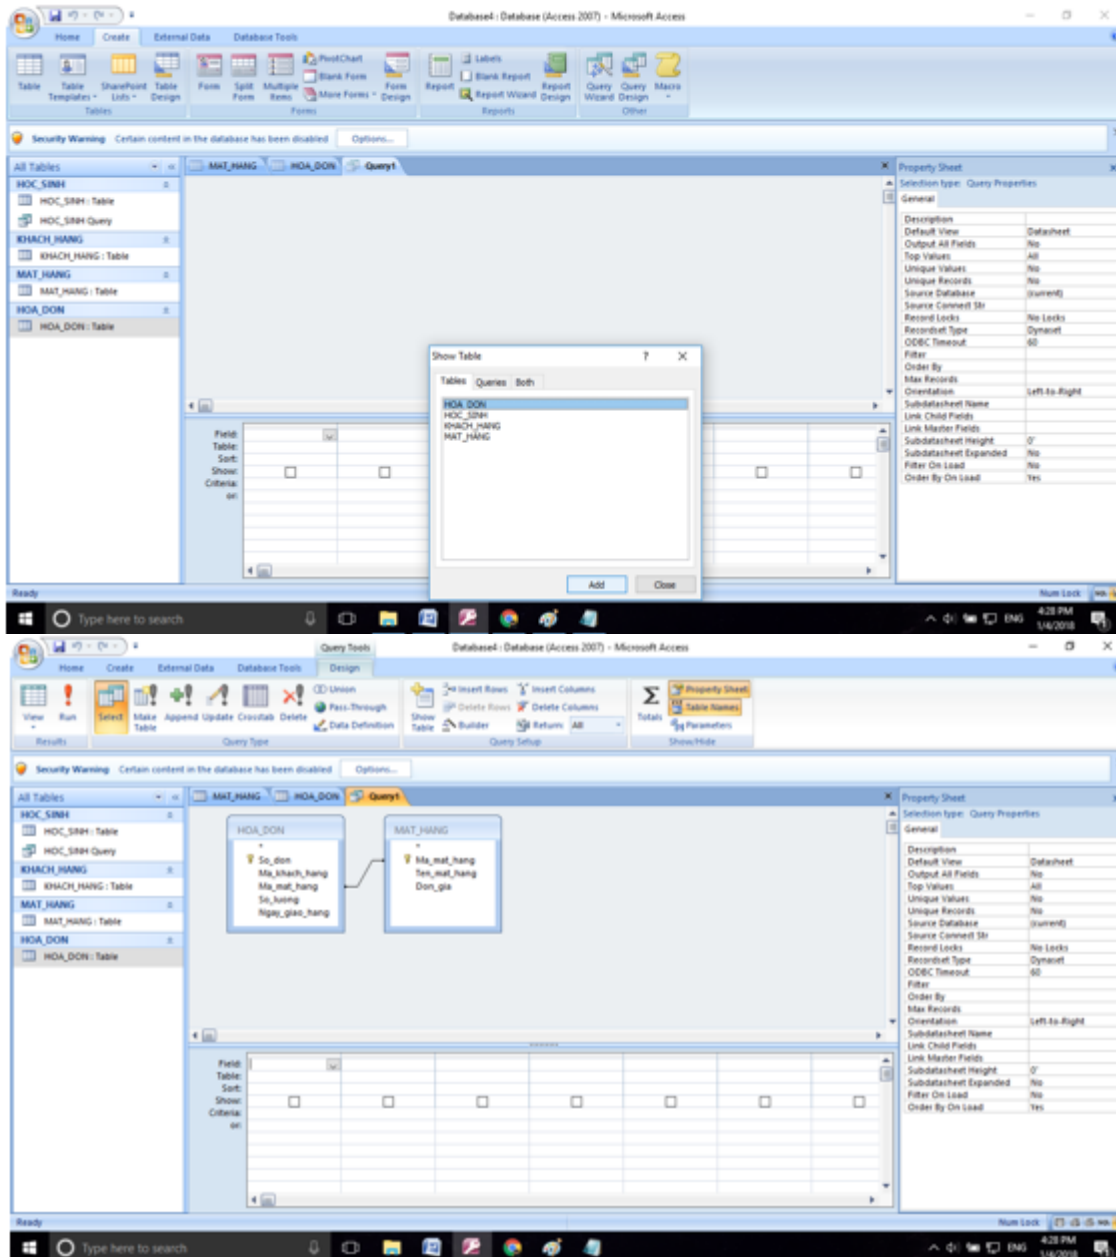 Database4 : Database (Access 2007) - Microsoft Access
Home Create External Data Database Tools
PivotChart Labels
Blank Form Blank Report
More Forms Report Wizard
Table Table Templates SharePoint Lists Table Design Form Split Form Multiple Items Form Design Report Report Design Query Wizard Query Design Macro
Tables Forms Reports Other
Security Warning Certain content in the database has been disabled Options...
All Tables MAT_HANG HOA_DON Query1 Property Sheet
HOC_SINH Selection type: Query Properties
HOC_SINH : Table General
HOC_SINH Query
KHACH_HANG
KHACH_HANG : Table
MAT_HANG
MAT_HANG : Table
HOA_DON
HOA_DON : Table
Description
Default View Datasheet
Output All Fields No
Top Values All
Unique Values No
Unique Records No
Source Database (current)
Source Connect Str
Record Locks No Locks
Recordset Type Dynaset
ODBC Timeout 60
Filter
Order By
Max Records
Orientation Left-to-Right
Subdatasheet Name
Link Child Fields
Link Master Fields
Subdatasheet Height 0"
Subdatasheet Expanded No
Filter On Load No
Order By On Load Yes
Show Table ?
Tables Queries Both
HOA_DON
HOC_SINH
KHACH_HANG
MAT_HANG
Add Close
Field:
Table:
Sort:
Show:
Criteria:
or:
Ready Num Lock
Type here to search ENG 4:28 PM
1/4/2018
Query Tools Database4 : Database (Access 2007) - Microsoft Access
Home Create External Data Database Tools Design
Union Insert Rows Insert Columns Property Sheet
Pass-Through Delete Rows Delete Columns Table Names
Data Definition Builder Return: All Parameters
View Run Select Make Table Append Update Crosstab Delete Show Table Totals
Results Query Type Query Setup Show/Hide
Security Warning Certain content in the database has been disabled Options...
All Tables MAT_HANG HOA_DON Query1 Property Sheet
HOC_SINH Selection type: Query Properties
HOC_SINH : Table General
HOC_SINH Query
KHACH_HANG
KHACH_HANG : Table
MAT_HANG
MAT_HANG : Table
HOA_DON
HOA_DON : Table
HOA_DON
*
So_don
Ma_khach_hang
Ma_mat_hang
So_luong
Ngay_giao_hang
MAT_HANG
*
Ma_mat_hang
Ten_mat_hang
Don_gia
Description
Default View Datasheet
Output All Fields No
Top Values All
Unique Values No
Unique Records No
Source Database (current)
Source Connect Str
Record Locks No Locks
Recordset Type Dynaset
ODBC Timeout 60
Filter
Order By
Max Records
Orientation Left-to-Right
Subdatasheet Name
Link Child Fields
Link Master Fields
Subdatasheet Height 0"
Subdatasheet Expanded No
Filter On Load No
Order By On Load Yes
Field:
Table:
Sort:
Show:
Criteria:
or:
Ready Num Lock
Type here to search ENG 4:28 PM
1/4/2018